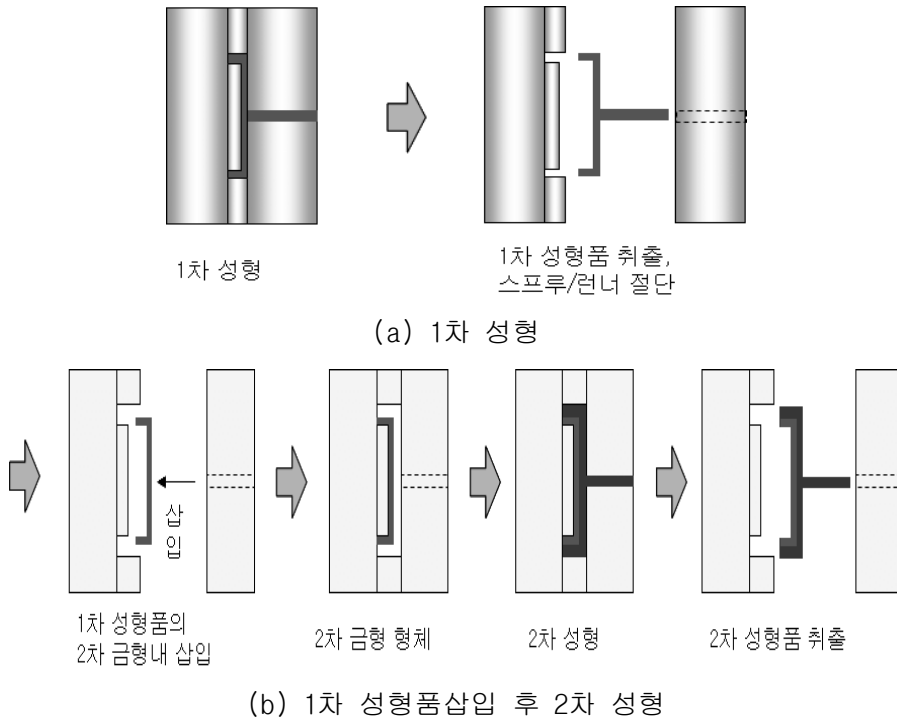 1차 성형
1차 성형품 취출,
스프루/런너 절단
(a) 1차 성형
삽
입
1차 성형품의
2차 금형내 삽입
2차 금형 형체
2차 성형
2차 성형품 취출
(b) 1차 성형품삽입 후 2차 성형